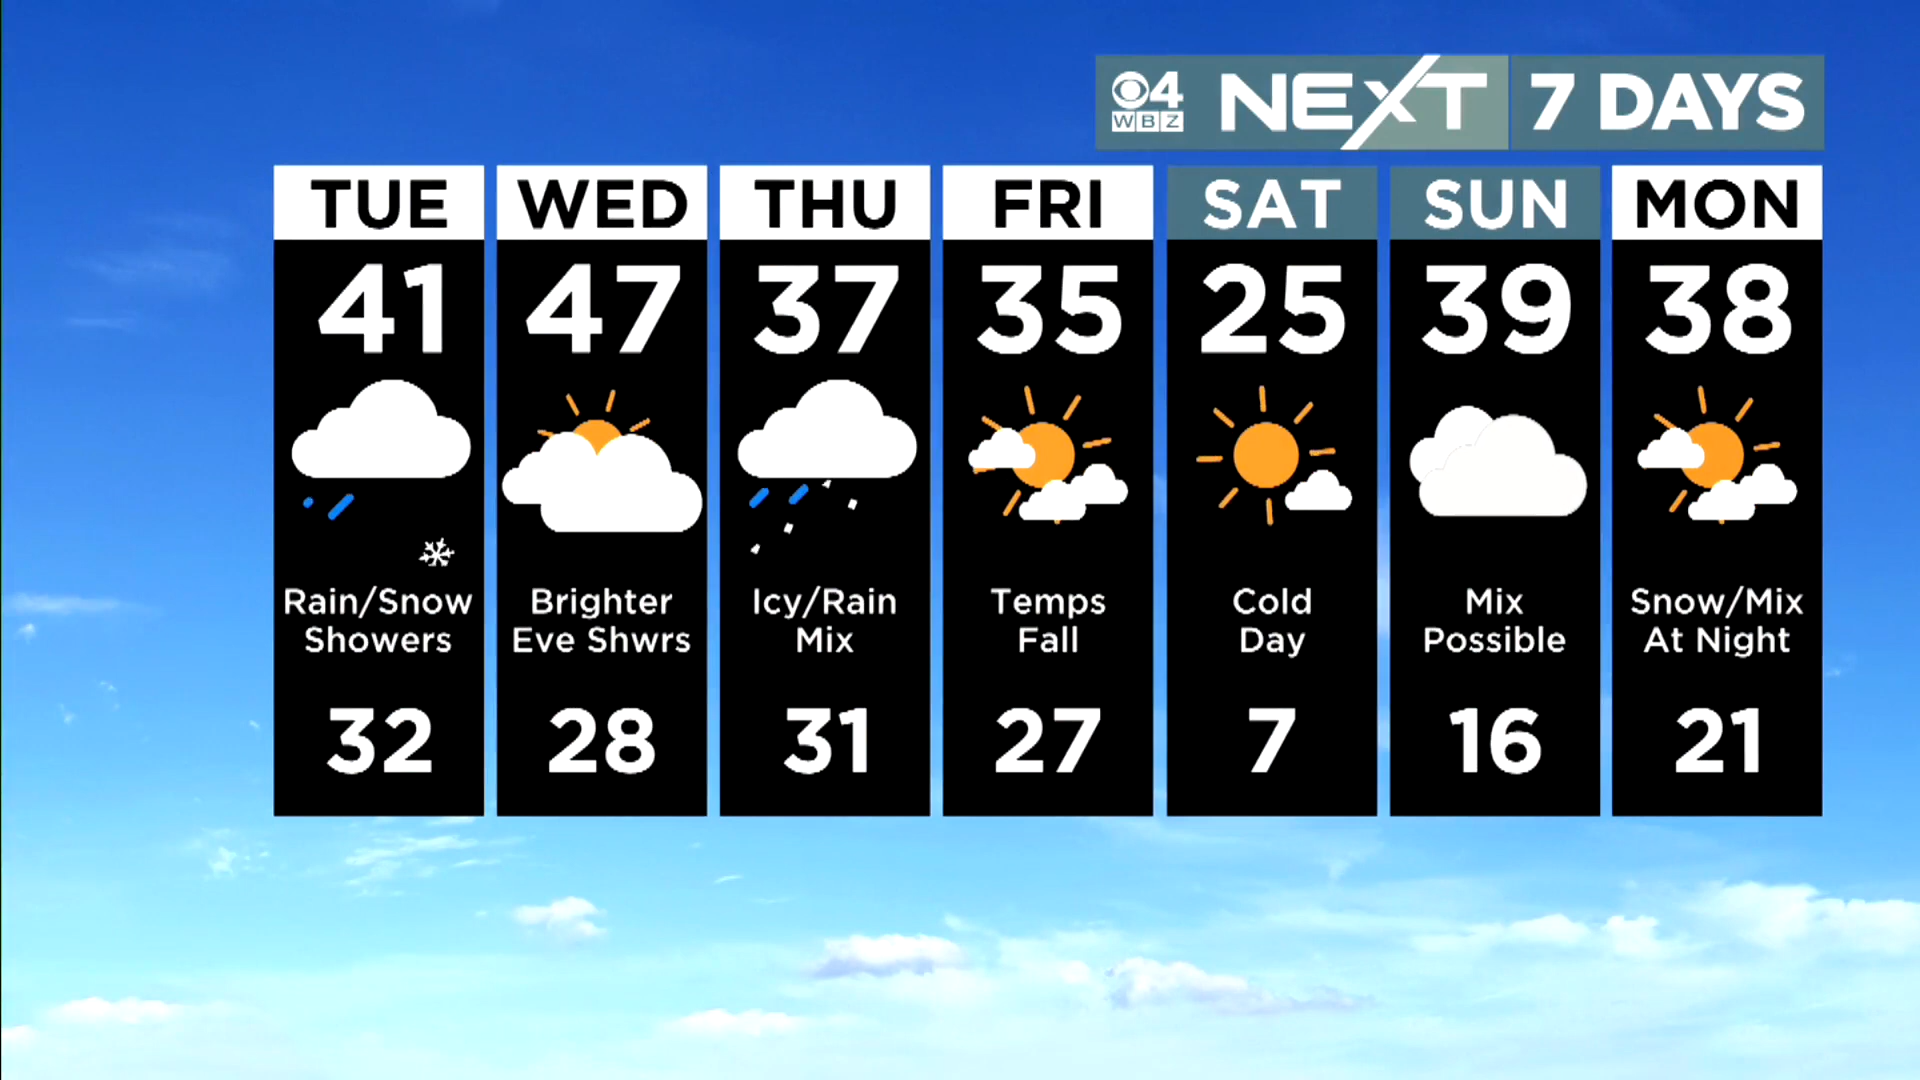 4 WBZ NEXT 7 DAYS
TUE WED THU FRI SAT SUN MON
41 47 37 35 25 39 38
Rain/Snow Brighter Icy/Rain Temps Cold Mix Snow/Mix
Showers Eve Shwrs Mix Fall Day Possible At Night
32 28 31 27 7 16 21